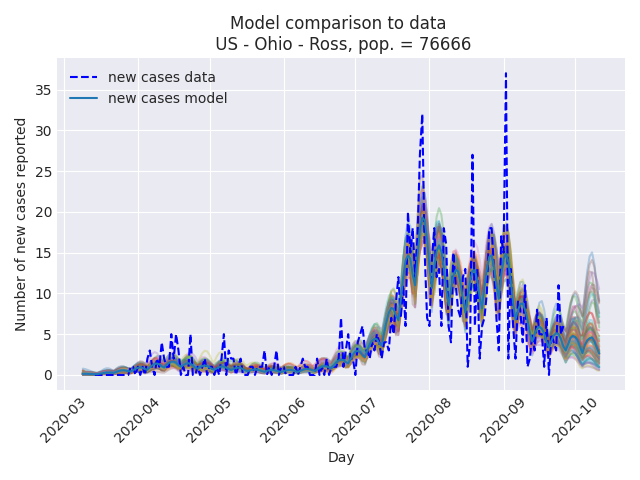 Model comparison to data
US - Ohio - Ross, pop. = 76666
new cases data
new cases model
Number of new cases reported
35
30
25
20
15
10
5
0
2020-03
2020-04
2020-05
2020-06
2020-07
2020-08
2020-09
2020-10
Day